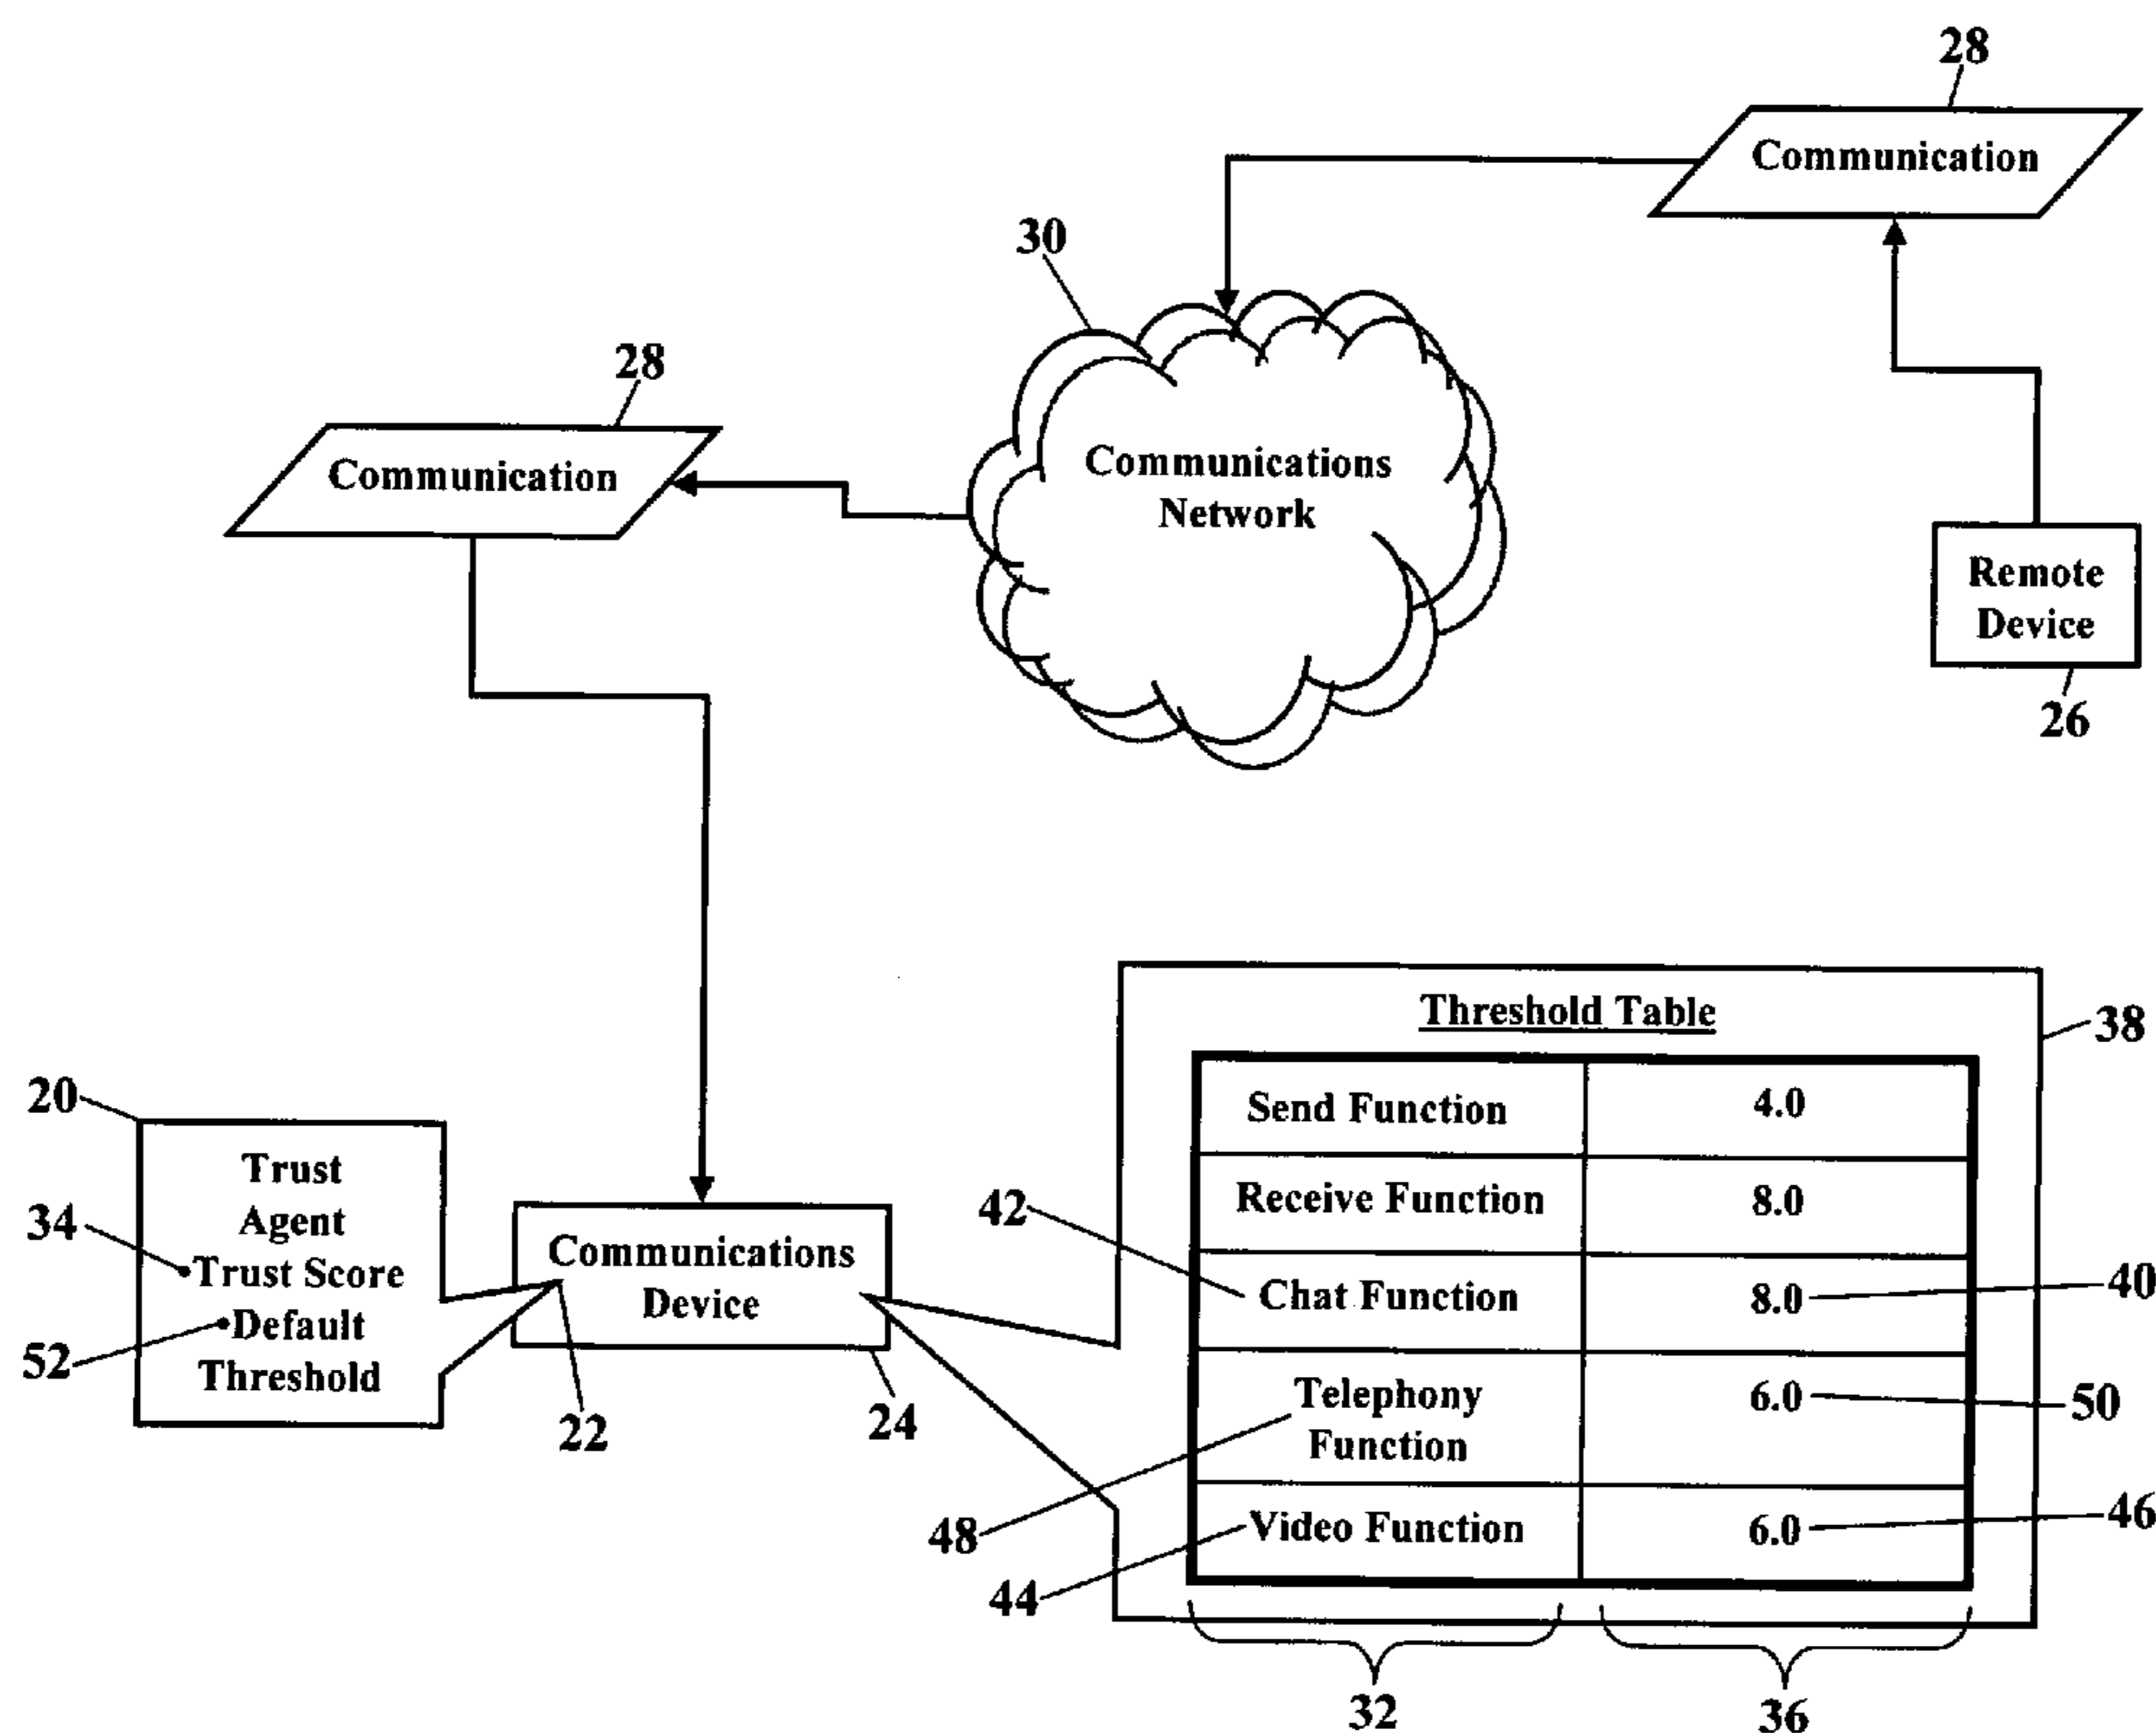 28
Communication
30
28
Communication
Communications
Network
Remote
Device
26
Threshold Table
38
20
Trust
Agent
34
•Trust Score
•Default
52
Threshold
Communications
Device
22
24
Send Function
4.0
Receive Function
8.0
42
Chat Function
8.0
40
Telephony
Function
6.0
50
48
Video Function
6.0
46
44
32
36